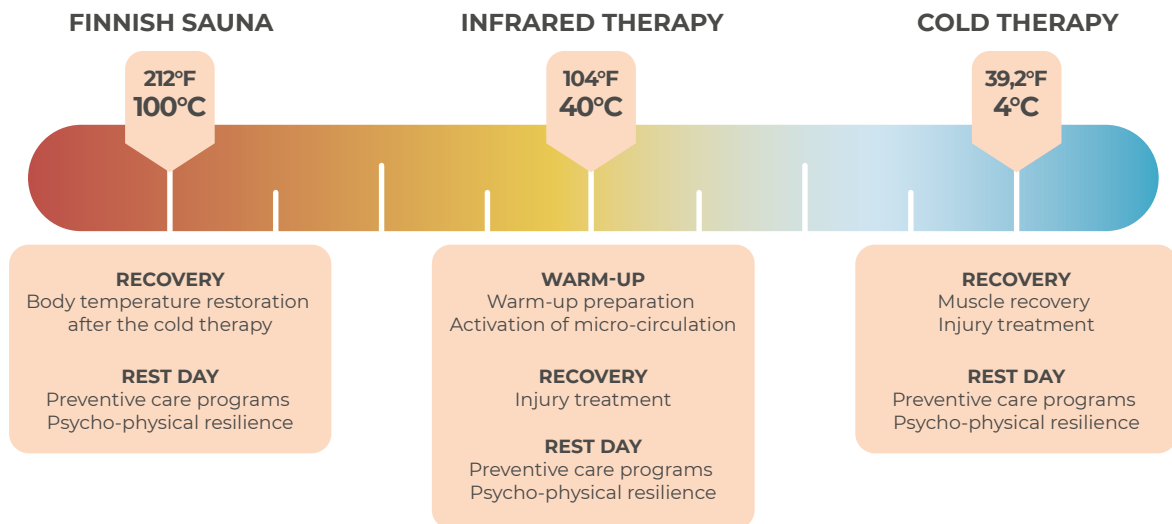 FINNISH SAUNA
212°F
100°C
RECOVERY
Body temperature restoration
after the cold therapy
REST DAY
Preventive care programs
Psycho-physical resilience
INFRARED THERAPY
104°F
40°C
WARM-UP
Warm-up preparation
Activation of micro-circulation
RECOVERY
Injury treatment
REST DAY
Preventive care programs
Psycho-physical resilience
COLD THERAPY
39,2°F
4°C
RECOVERY
Muscle recovery
Injury treatment
REST DAY
Preventive care programs
Psycho-physical resilience